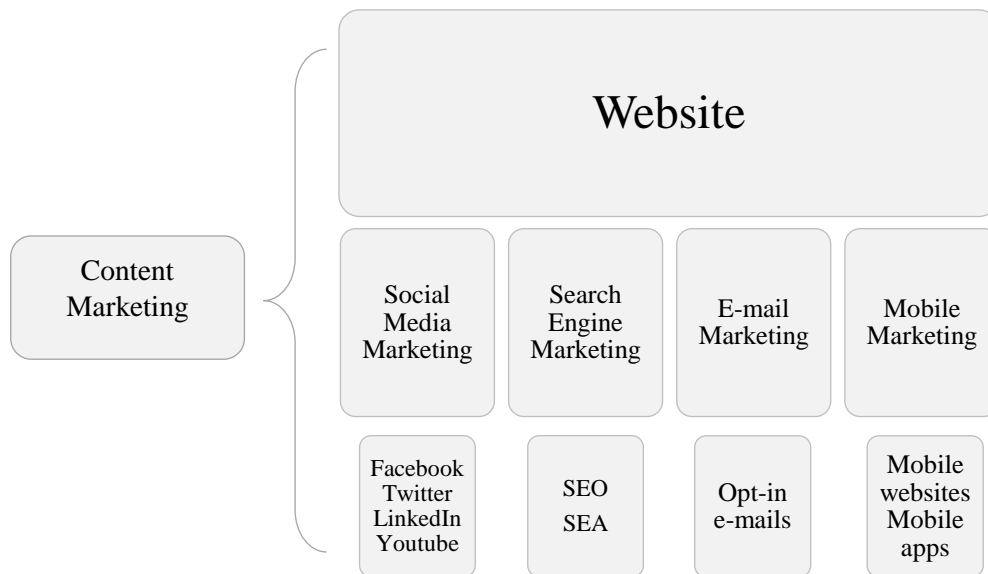 Website
Content
Marketing
Social
Media
Marketing
Search
Engine
Marketing
E-mail
Marketing
Mobile
Marketing
Facebook
Twitter
LinkedIn
Youtube
SEO
SEA
Opt-in
e-mails
Mobile
websites
Mobile
apps